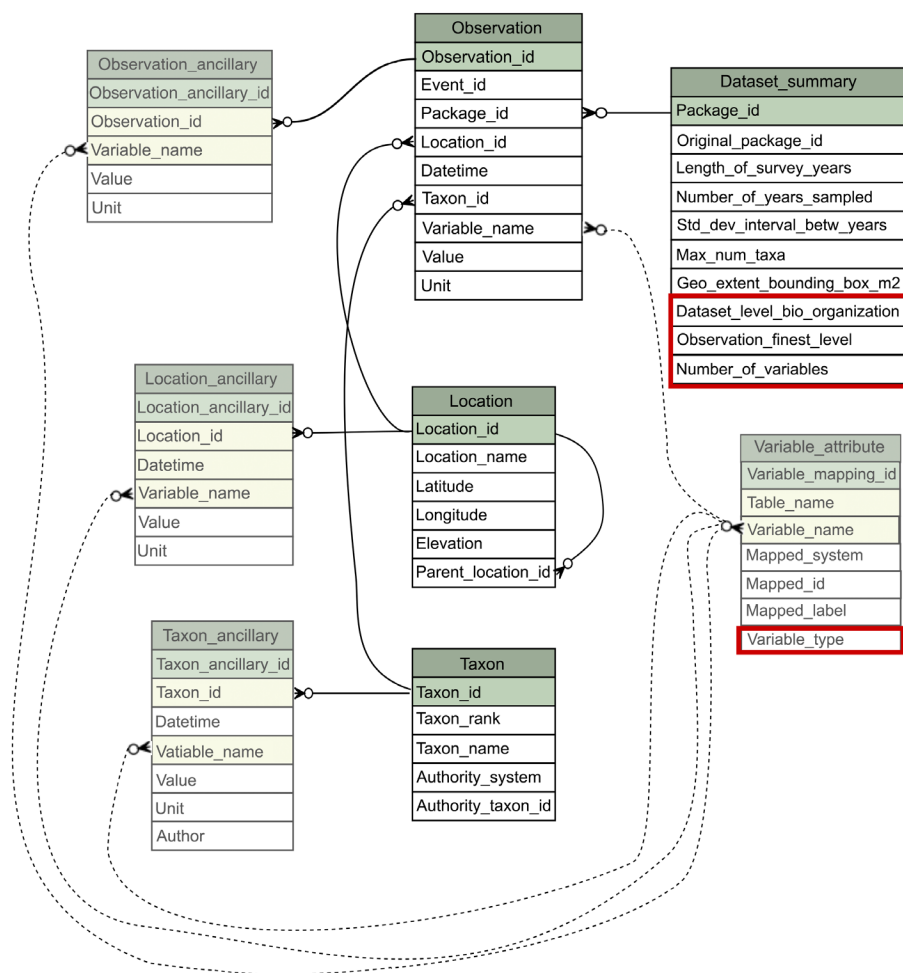 Observation
Observation_id
Event_id
Package_id
Location_id
Datetime
Taxon_id
Variable_name
Value
Unit
Observation_ancillary
Observation_ancillary_id
Observation_id
Variable_name
Value
Unit
Dataset_summary
Package_id
Original_package_id
Length_of_survey_years
Number_of_years_sampled
Std_dev_interval_betw_years
Max_num_taxa
Geo_extent_bounding_box_m2
Dataset_level_bio_organization
Observation_finest_level
Number_of_variables
Location_ancillary
Location_ancillary_id
Location_id
Datetime
Variable_name
Value
Unit
Location
Location_id
Location_name
Latitude
Longitude
Elevation
Parent_location_id
Variable_attribute
Variable_mapping_id
Table_name
Variable_name
Mapped_system
Mapped_id
Mapped_label
Variable_type
Taxon_ancillary
Taxon_ancillary_id
Taxon_id
Datetime
Vatiable_name
Value
Unit
Author
Taxon
Taxon_id
Taxon_rank
Taxon_name
Authority_system
Authority_taxon_id